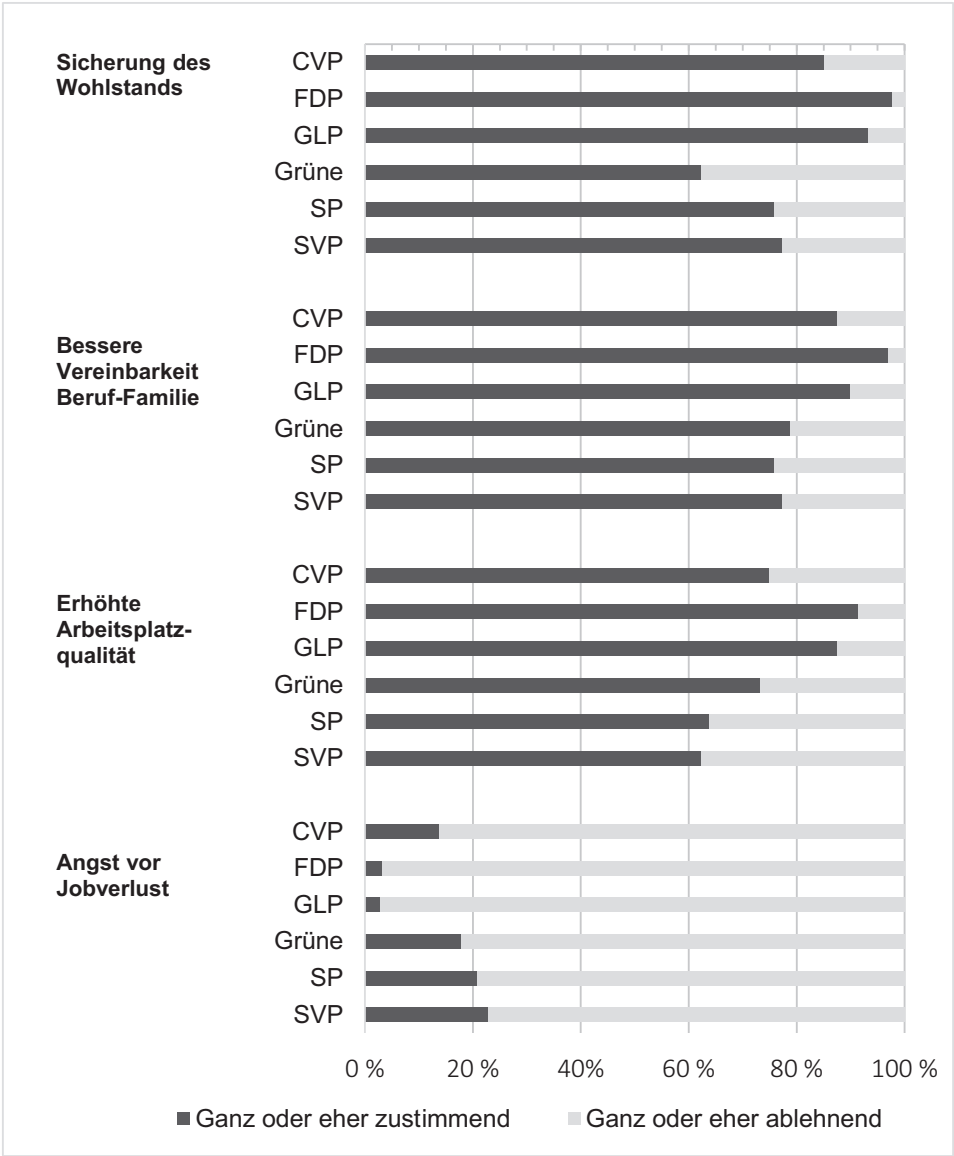 Sicherung des
Wohlstands
CVP
FDP
GLP
Grüne
SP
SVP
Bessere
Vereinbarkeit
Beruf-Familie
CVP
FDP
GLP
Grüne
SP
SVP
Erhöhte
Arbeitsplatz-
qualität
CVP
FDP
GLP
Grüne
SP
SVP
Angst vor
Jobverlust
CVP
FDP
GLP
Grüne
SP
SVP
0 % 20 % 40% 60 % 80 % 100 %
Ganz oder eher zustimmend Ganz oder eher ablehnend